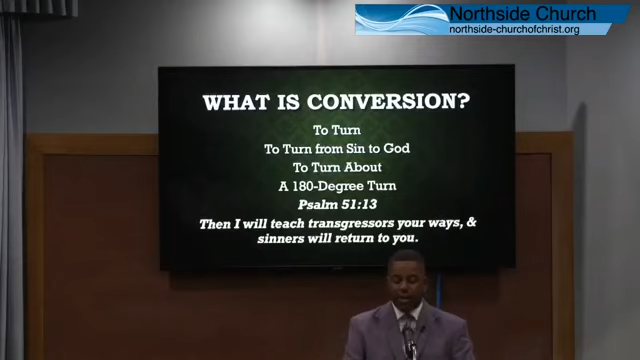 Northside Church
northside-churchofchrist.org
WHAT IS CONVERSION?
To Turn
To Turn from Sin to God
To Turn About
A 180-Degree Turn
Psalm 51:13
Then I will teach transgressors your ways, &
sinners will return to you.